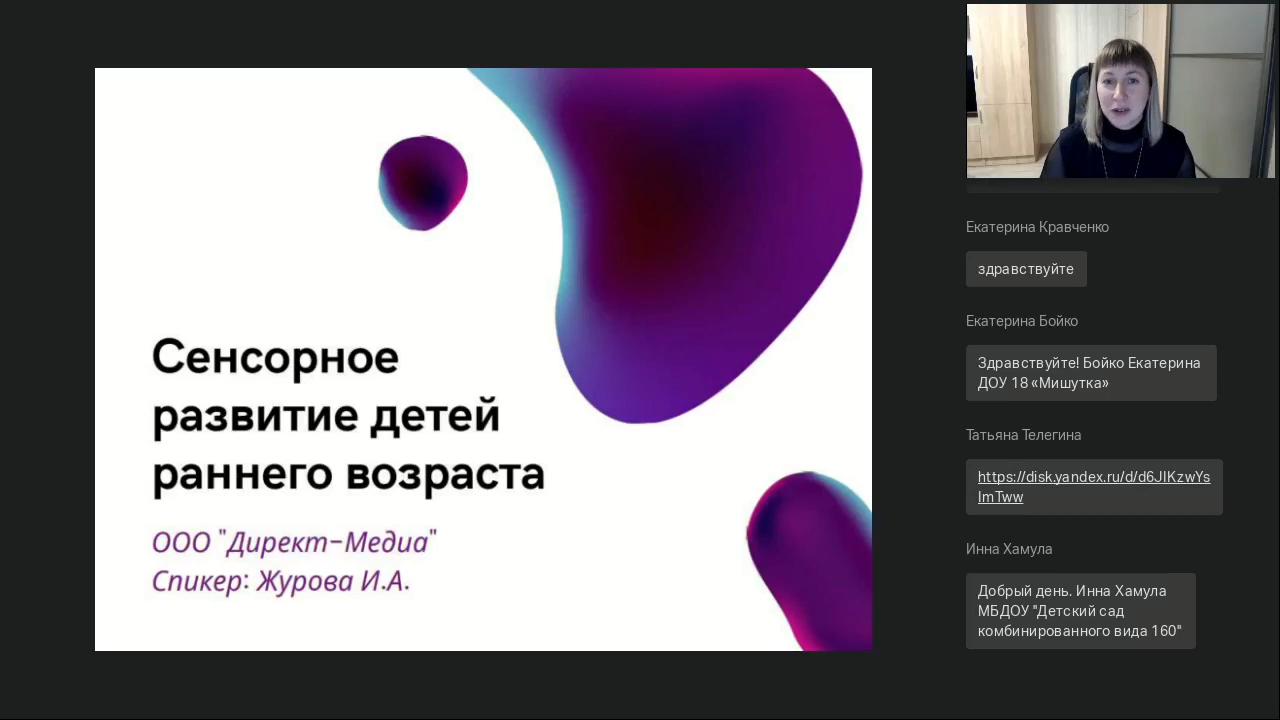 Сенсорное
развитие детей
раннего возраста
ООО "Директ-Медиа"
Спикер: Журова И.А.
Екатерина Кравченко
здравствуйте
Екатерина Бойко
Здравствуйте! Бойко Екатерина
ДОУ 18 «Мишутка»
Татьяна Телегина
https://disk.yandex.ru/d/d6JIKzwYs
ImTww
Инна Хамула
Добрый день. Инна Хамула
МБДОУ "Детский сад
комбинированного вида 160"